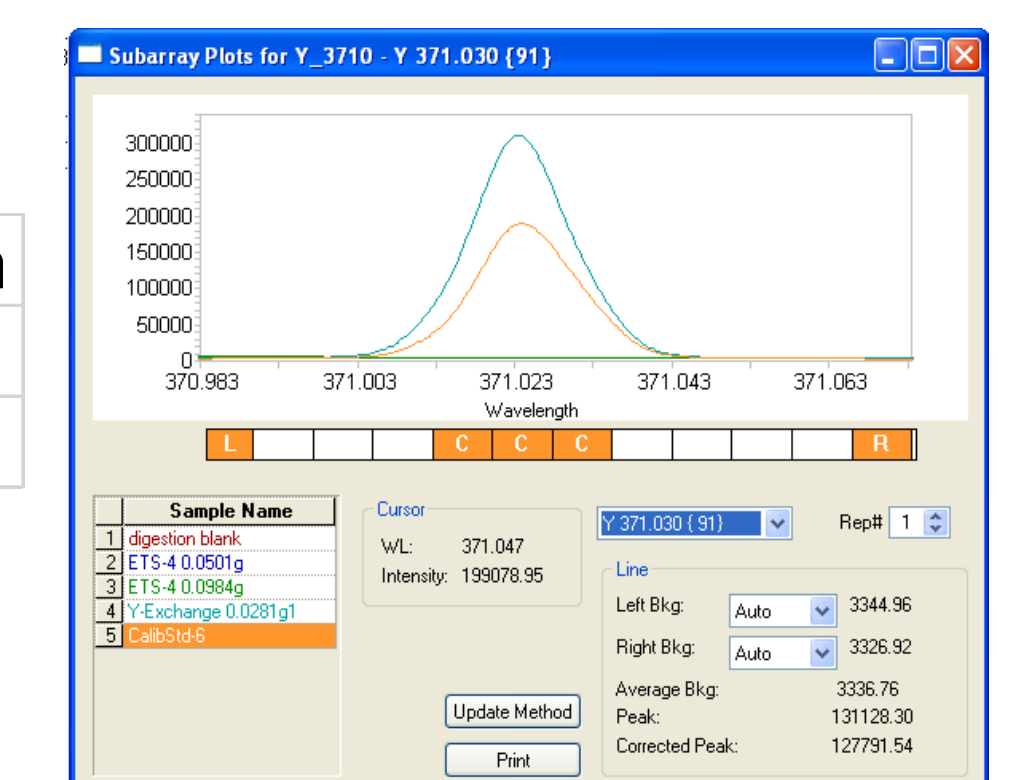 Subarray Plots for Y_3710 - Y 371.030 {91}
300000
250000
200000
150000
100000
50000
0
370.983 371.003 371.023 371.043 371.063
Wavelength
L C C C R
Sample Name
1 digestion blank
2 ETS-4 0.0501g
3 ETS-4 0.0984g
4 Y-Exchange 0.0281g1
5 CalibStd-6
Cursor
WL: 371.047
Intensity: 199078.95
Y 371.030 { 91}
Rep# 1
Line
Left Bkg: Auto 3344.96
Right Bkg: Auto 3326.92
Average Bkg: 3336.76
Peak: 131128.30
Corrected Peak: 127791.54
Update Method
Print